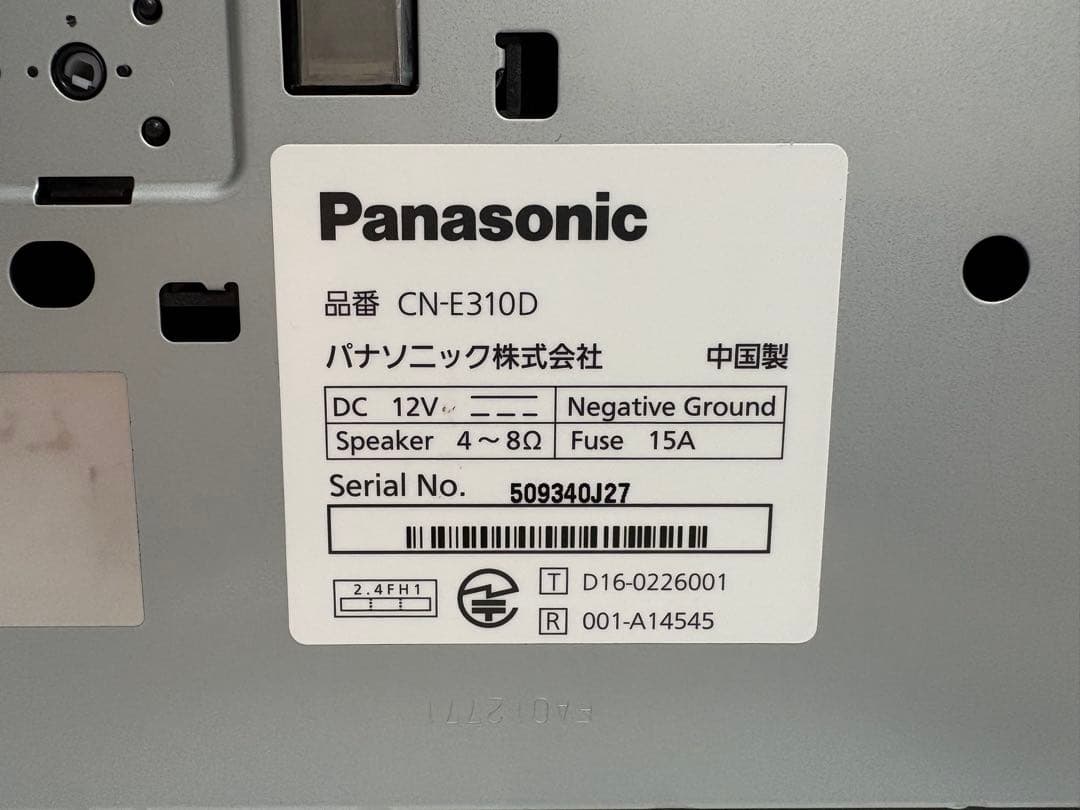 Panasonic
品番 CN-E310D
パナソニック株式会社 中国製
DC 12V Negative Ground
Speaker 4～8Ω Fuse 15A
Serial No. 509340J27
2.4FH1
T D16-0226001
R 001-A14545
FA012771